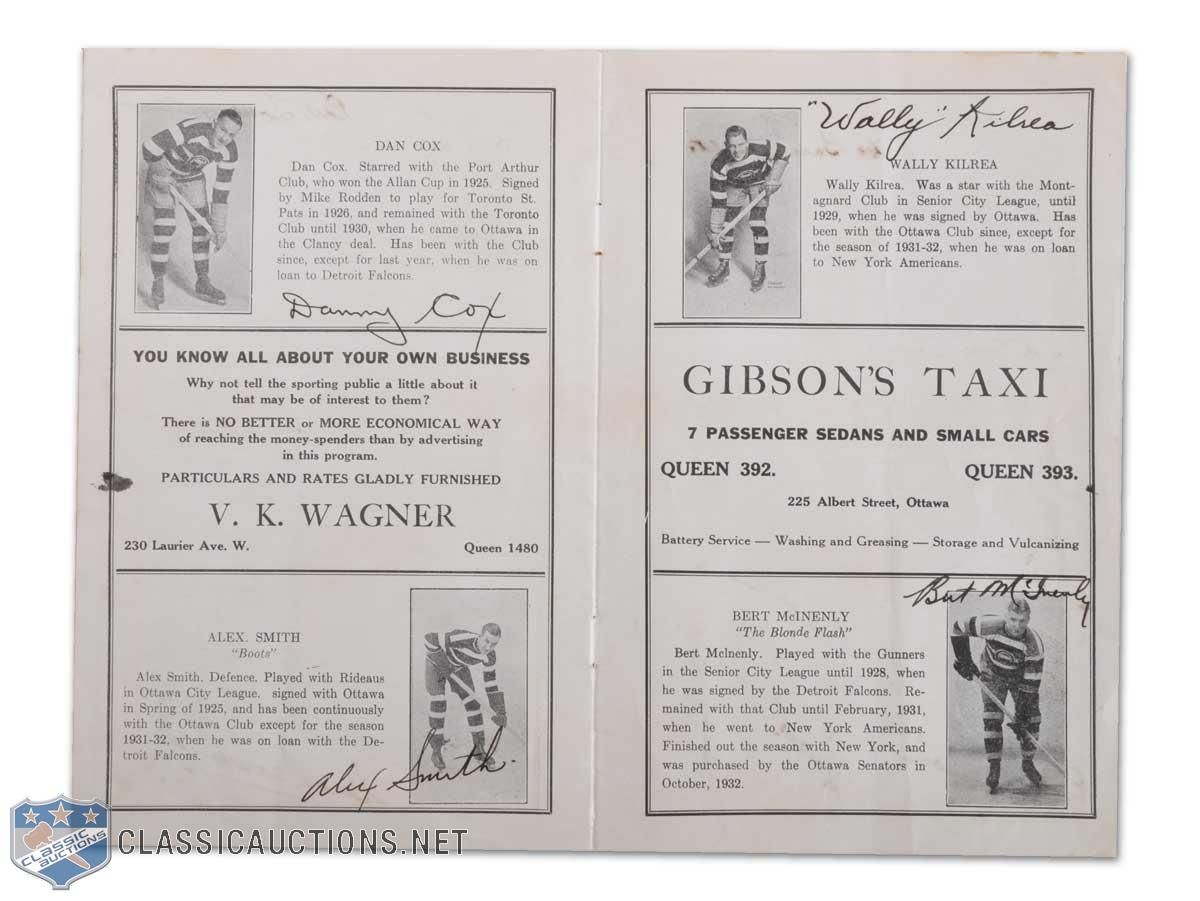 DAN COX
Dan Cox. Starred with the Port Arthur
Club, who won the Allan Cup in 1925. Signed
by Mike Rodden to play for Toronto St.
Pats in 1926, and remained with the Toronto
Club until 1930, when he came to Ottawa in
the Clancy deal. Has been with the Club
since, except for last year, when he was on
loan to Detroit Falcons.
Danny Cox
YOU KNOW ALL ABOUT YOUR OWN BUSINESS
Why not tell the sporting public a little about it
that may be of interest to them?
There is NO BETTER or MORE ECONOMICAL WAY
of reaching the money-spenders than by advertising
in this program.
PARTICULARS AND RATES GLADLY FURNISHED
V. K. WAGNER
230 Laurier Ave. W. Queen 1480
ALEX. SMITH
"Boots"
Alex Smith. Defence. Played with Rideaus
in Ottawa City League. signed with Ottawa
in Spring of 1925, and has been continuously
with the Ottawa Club except for the season
1931-32, when he was on loan with the De-
troit Falcons.
Alex Smith.
"Wally" Kilrea
WALLY KILREA
Wally Kilrea. Was a star with the Mont-
agnard Club in Senior City League, until
1929, when he was signed by Ottawa. Has
been with the Ottawa Club since, except for
the season of 1931-32, when he was on loan
to New York Americans.
GIBSON'S TAXI
7 PASSENGER SEDANS AND SMALL CARS
QUEEN 392. QUEEN 393.
225 Albert Street, Ottawa
Battery Service — Washing and Greasing — Storage and Vulcanizing
Bert McInenly
BERT McINENLY
"The Blonde Flash"
Bert McInenly. Played with the Gunners
in the Senior City League until 1928, when
he was signed by the Detroit Falcons. Re-
mained with that Club until February, 1931,
when he went to New York Americans.
Finished out the season with New York, and
was purchased by the Ottawa Senators in
October, 1932.
CLASSIC AUCTIONS
CLASSICAUCTIONS.NET